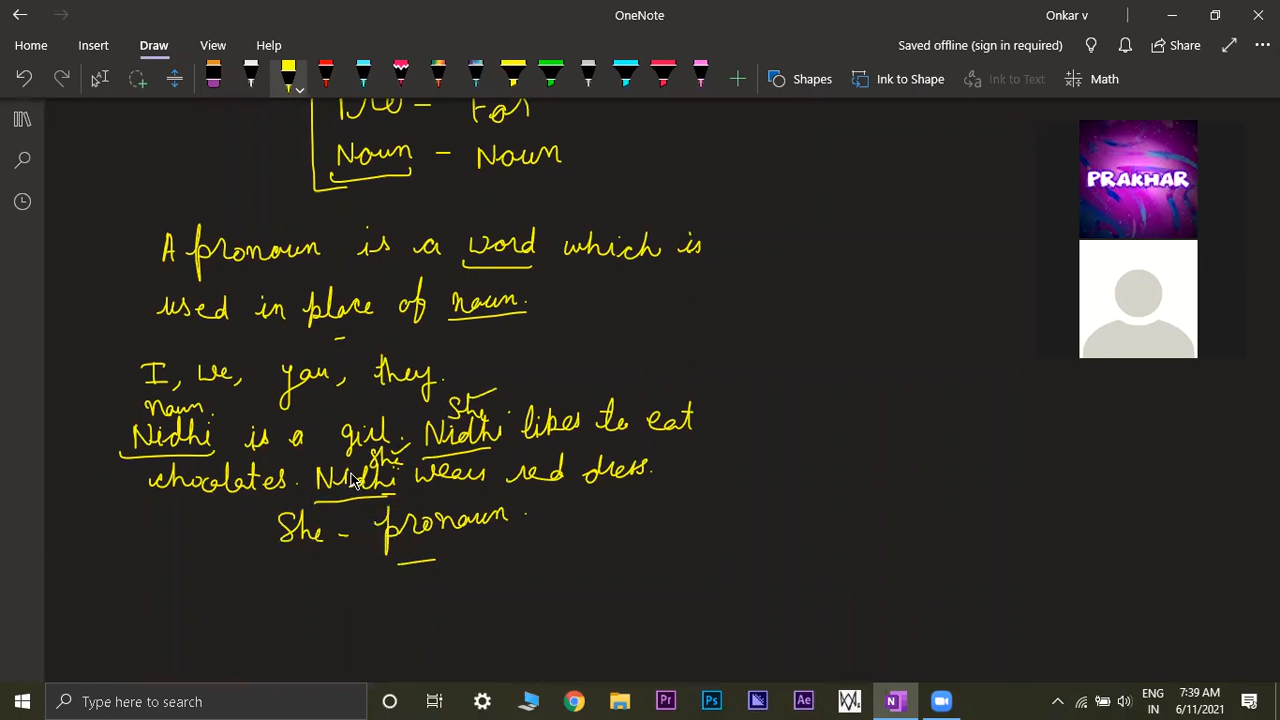 OneNote
Onkar v
Home Insert Draw View Help
Saved offline (sign in required)
Share
Shapes
Ink to Shape
Ink to Text
Math
Noun - Noun
PRAKHAR
A pronoun is a word which is
used in place of noun.
I, we, you, they.
noun.
She
Nidhi is a girl. Nidhi likes to eat
She
chocolates. Nidhi wears red dress.
She - pronoun.
Type here to search
ENG
IN
7:39 AM
6/11/2021